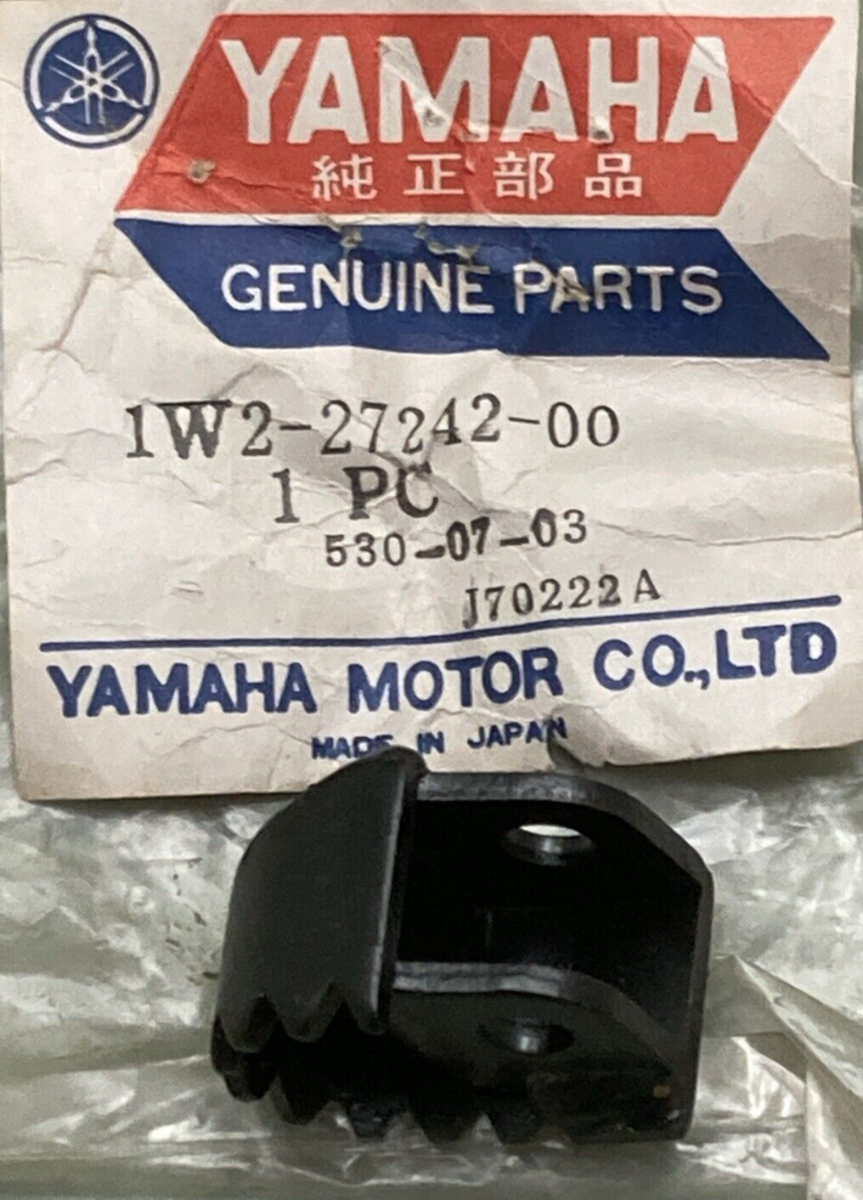 YAMAHA
純正部品
GENUINE PARTS
1W2-27242-00
1 PC
530-07-03
J70222A
YAMAHA MOTOR CO.,LTD
MADE IN JAPAN